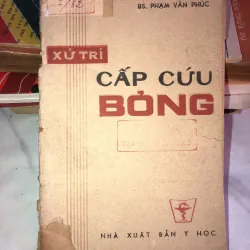 BS. PHẠM VĂN PHÚC
XỬ TRÍ
CẤP CỨU
BỎNG
NHÀ XUẤT BẢN Y HỌC